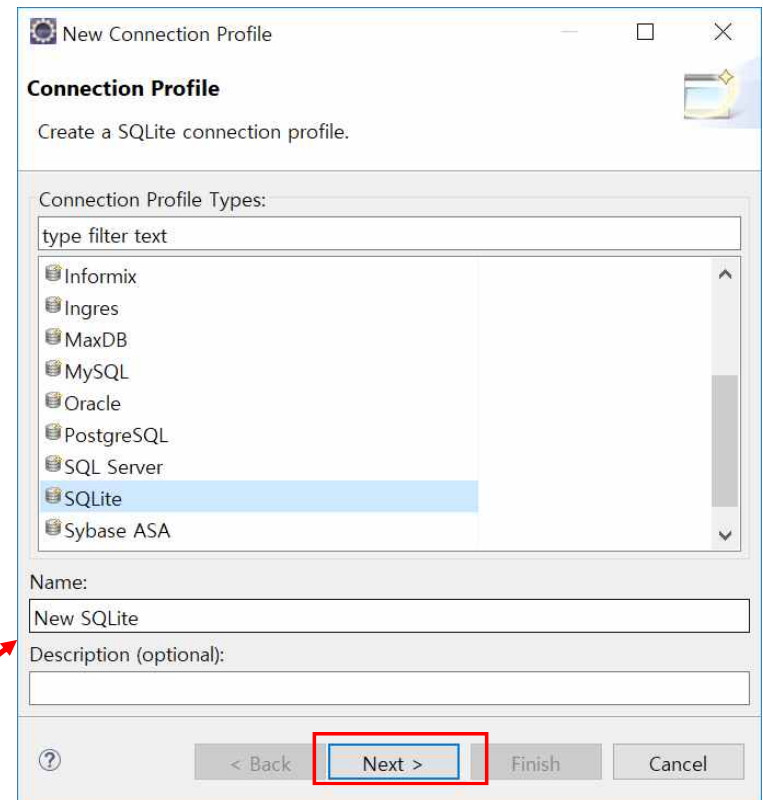 New Connection Profile
Connection Profile
Create a SQLite connection profile.
Connection Profile Types:
type filter text
Informix
Ingres
MaxDB
MySQL
Oracle
PostgreSQL
SQL Server
SQLite
Sybase ASA
Name:
New SQLite
Description (optional):
? < Back Next > Finish Cancel